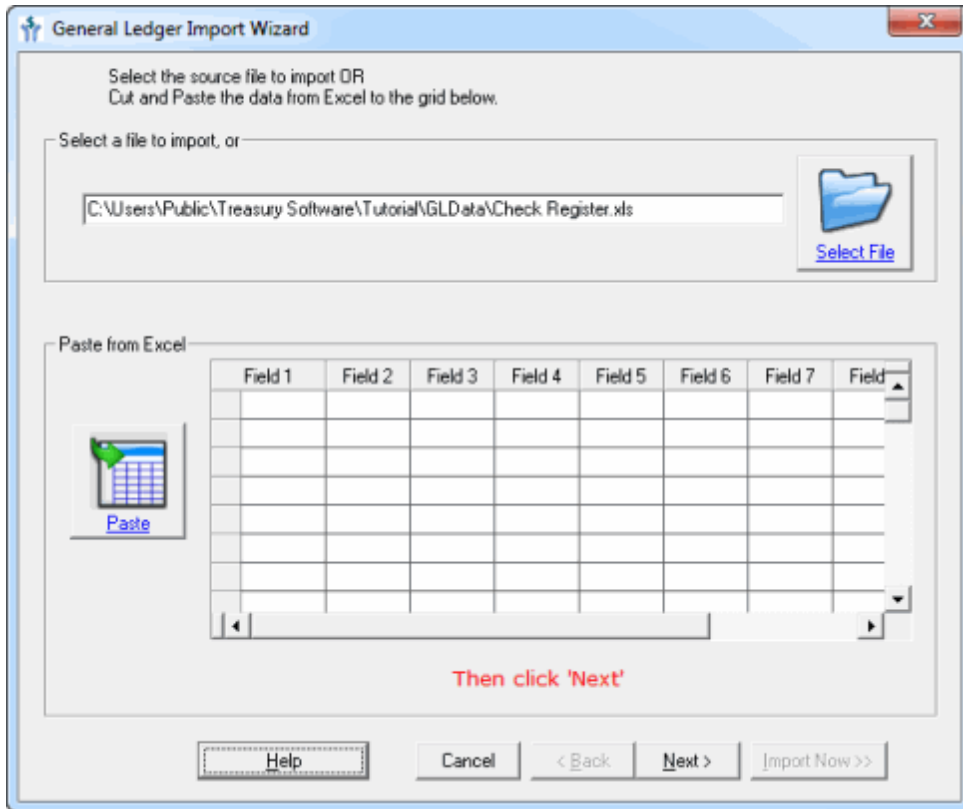 General Ledger Import Wizard
Select the source file to import OR
Cut and Paste the data from Excel to the grid below.
Select a file to import, or
C:\Users\Public\Treasury Software\Tutorial\GLData\Check Register.xls
Select File
Paste from Excel
Field 1 Field 2 Field 3 Field 4 Field 5 Field 6 Field 7 Field
Paste
Then click 'Next'
Help Cancel < Back Next > Import Now >>